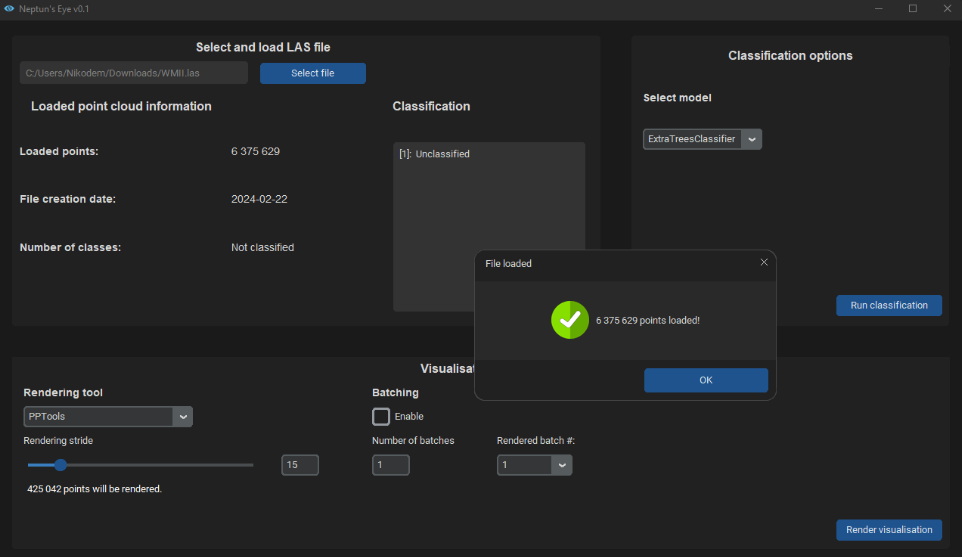 Neptun's Eye v0.1
Select and load LAS file
C:/Users/Nikodem/Downloads/WMII.las
Select file
Loaded point cloud information
Loaded points:
6 375 629
File creation date:
2024-02-22
Number of classes:
Not classified
Classification
[1]: Unclassified
Classification options
Select model
ExtraTreesClassifier
Run classification
File loaded
6 375 629 points loaded!
OK
Visualisat
Rendering tool
PPTools
Rendering stride
15
425 042 points will be rendered.
Batching
Enable
Number of batches
1
Rendered batch #:
1
Render visualisation